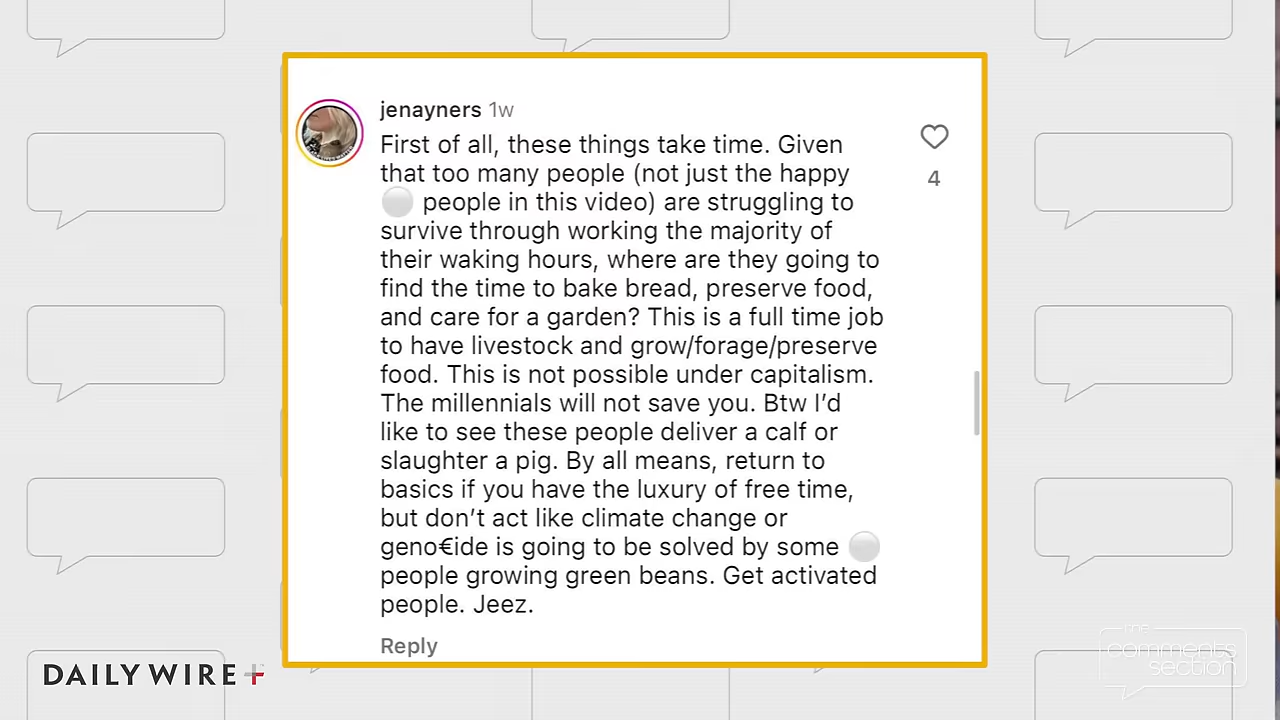 jenayners 1w
First of all, these things take time. Given
that too many people (not just the happy
⚪ people in this video) are struggling to
survive through working the majority of
their waking hours, where are they going to
find the time to bake bread, preserve food,
and care for a garden? This is a full time job
to have livestock and grow/forage/preserve
food. This is not possible under capitalism.
The millennials will not save you. Btw I'd
like to see these people deliver a calf or
slaughter a pig. By all means, return to
basics if you have the luxury of free time,
but don't act like climate change or
geno€ide is going to be solved by some ⚪
people growing green beans. Get activated
people. Jeez.
4
Reply
DAILY WIRE +
THE
comments
section